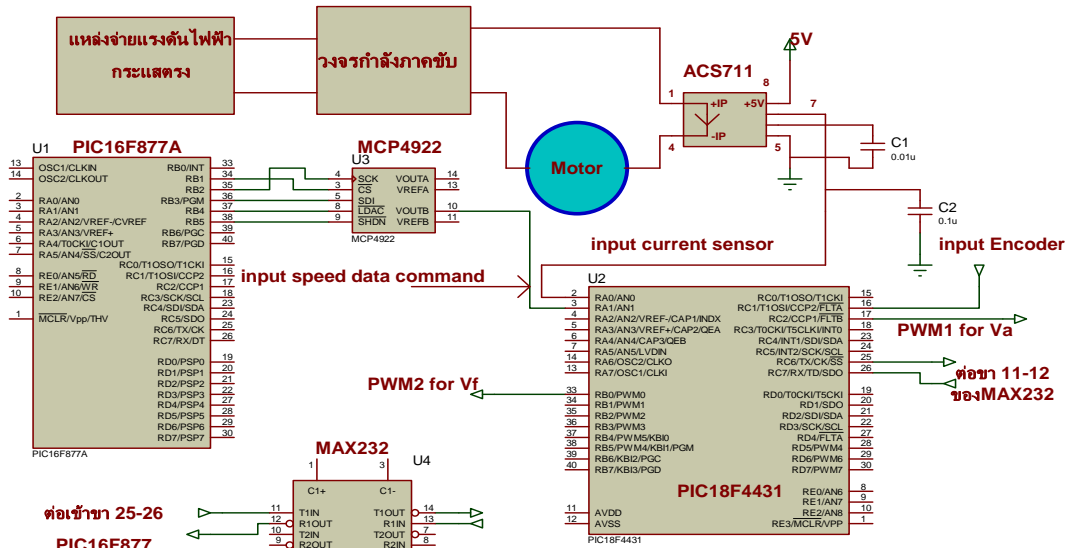 แหล่งจ่ายแรงดันไฟฟ้า
กระแสตรง
วงจรกำลังภาคขับ
5V
ACS711
8
1
+IP
+5V
7
-IP
4
5
C1
0.01u
Motor
C2
0.1u
U1
PIC16F877A
13 OSC1/CLKIN
14 OSC2/CLKOUT
2 RA0/AN0
3 RA1/AN1
4 RA2/AN2/VREF-/CVREF
5 RA3/AN3/VREF+
6 RA4/T0CKI/C1OUT
7 RA5/AN4/SS/C2OUT
8 RE0/AN5/RD
9 RE1/AN6/WR
10 RE2/AN7/CS
1 MCLR/Vpp/THV
RB0/INT 33
RB1 34
RB2 35
RB3/PGM 36
RB4 37
RB5 38
RB6/PGC 39
RB7/PGD 40
RC0/T1OSO/T1CKI 15
RC1/T1OSI/CCP2 16
RC2/CCP1 17
RC3/SCK/SCL 18
RC4/SDI/SDA 23
RC5/SDO 24
RC6/TX/CK 25
RC7/RX/DT 26
RD0/PSP0 19
RD1/PSP1 20
RD2/PSP2 21
RD3/PSP3 22
RD4/PSP4 27
RD5/PSP5 28
RD6/PSP6 29
RD7/PSP7 30
PIC16F877A
MCP4922
U3
4 SCK
3 CS
5 SDI
8 LDAC
9 SHDN
VOUTA 14
VREFA 13
VOUTB 10
VREFB 11
MCP4922
input current sensor
input Encoder
input speed data command
U2
2 RA0/AN0
3 RA1/AN1
4 RA2/AN2/VREF-/CAP1/INDX
5 RA3/AN3/VREF+/CAP2/QEA
6 RA4/AN4/CAP3/QEB
7 RA5/AN5/LVDIN
14 RA6/OSC2/CLKO
13 RA7/OSC1/CLKI
33 RB0/PWM0
34 RB1/PWM1
35 RB2/PWM2
36 RB3/PWM3
37 RB4/PWM5/KBI0
38 RB5/PWM4/KBI1/PGM
39 RB6/KBI2/PGC
40 RB7/KBI3/PGD
11 AVDD
12 AVSS
RC0/T1OSO/T1CKI 15
RC1/T1OSI/CCP2/FLTA 16
RC2/CCP1/FLTB 17
RC3/T0CKI/T5CLKI/INT0 18
RC4/INT1/SDI/SDA 23
RC5/INT2/SCK/SCL 24
RC6/TX/CK/SS 25
RC7/RX/TD/SDO 26
RD0/T0CKI/T5CKI 19
RD1/SDO 20
RD2/SDI/SDA 21
RD3/SCK/SCL 22
RD4/FLTA 27
RD5/PWM4 28
RD6/PWM6 29
RD7/PWM7 30
RE0/AN6 8
RE1/AN7 9
RE2/AN8 10
RE3/MCLR/VPP 1
PIC18F4431
PIC18F4431
PWM1 for Va
ต่อขา 11-12
ของMAX232
PWM2 for Vf
MAX232
U4
1
3
C1+
C1-
11 T1IN
12 R1OUT
10 T2IN
9 R2OUT
T1OUT 14
R1IN 13
T2OUT 7
R2IN 8
ต่อเข้าขา 25-26
PIC16F877